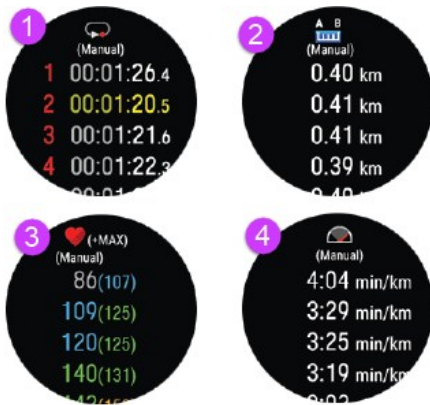 1
(Manual)
1 00:01:26.4
2 00:01:20.5
3 00:01:21.6
4 00:01:22.3
2
A B
(Manual)
0.40 km
0.41 km
0.41 km
0.39 km
0.40 km
3
(+MAX)
(Manual)
86(107)
109(125)
120(125)
140(131)
4
(Manual)
4:04 min/km
3:29 min/km
3:25 min/km
3:19 min/km